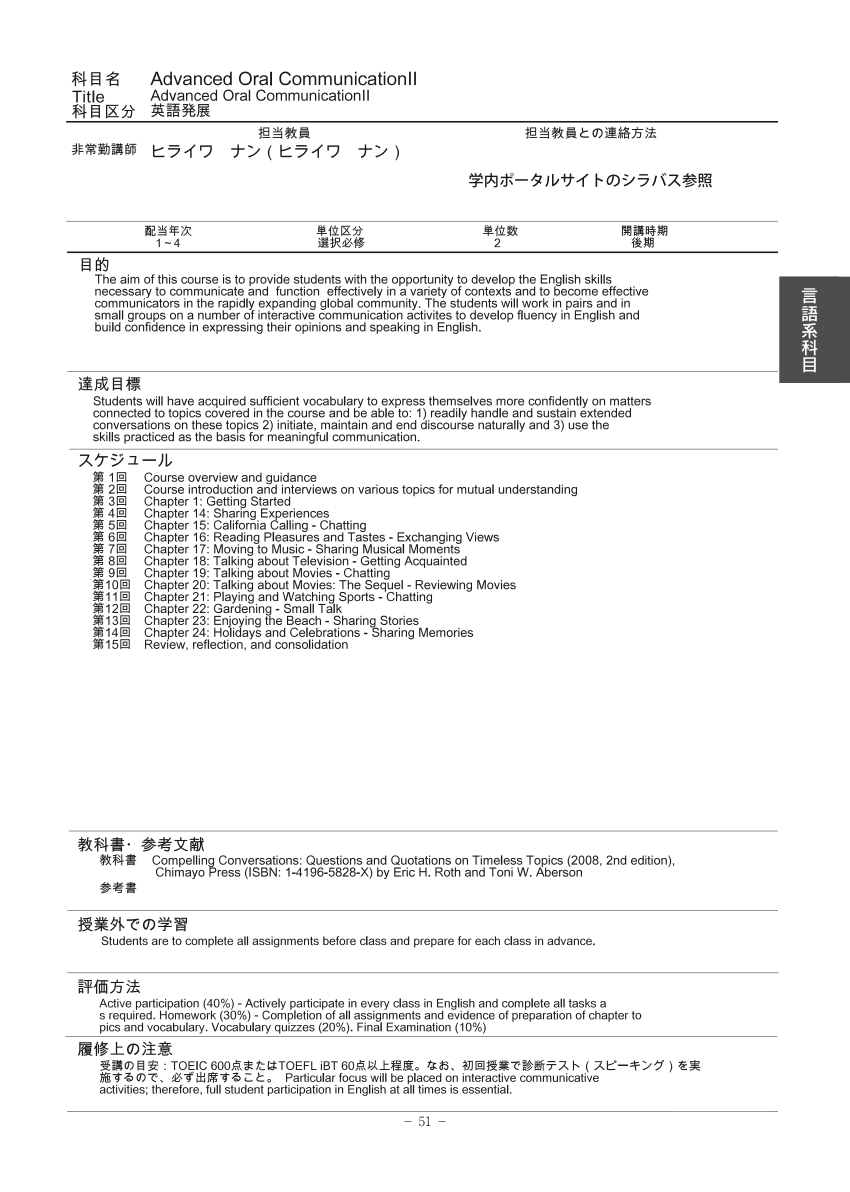 科目名 Advanced Oral CommunicationII
Title Advanced Oral CommunicationII
科目区分 英語発展
担当教員 担当教員との連絡方法
非常勤講師 ヒライワ ナン（ヒライワ ナン）
学内ポータルサイトのシラバス参照
配当年次 単位区分 単位数 開講時期
1~4 選択必修 2 後期
目的
The aim of this course is to provide students with the opportunity to develop the English skills
necessary to communicate and function effectively in a variety of contexts and to become effective
communicators in the rapidly expanding global community. The students will work in pairs and in
small groups on a number of interactive communication activites to develop fluency in English and
build confidence in expressing their opinions and speaking in English.
言語系科目
達成目標
Students will have acquired sufficient vocabulary to express themselves more confidently on matters
connected to topics covered in the course and be able to: 1) readily handle and sustain extended
conversations on these topics 2) initiate, maintain and end discourse naturally and 3) use the
skills practiced as the basis for meaningful communication.
スケジュール
第 1回 Course overview and guidance
第 2回 Course introduction and interviews on various topics for mutual understanding
第 3回 Chapter 1: Getting Started
第 4回 Chapter 14: Sharing Experiences
第 5回 Chapter 15: California Calling - Chatting
第 6回 Chapter 16: Reading Pleasures and Tastes - Exchanging Views
第 7回 Chapter 17: Moving to Music - Sharing Musical Moments
第 8回 Chapter 18: Talking about Television - Getting Acquainted
第 9回 Chapter 19: Talking about Movies - Chatting
第10回 Chapter 20: Talking about Movies: The Sequel - Reviewing Movies
第11回 Chapter 21: Playing and Watching Sports - Chatting
第12回 Chapter 22: Gardening - Small Talk
第13回 Chapter 23: Enjoying the Beach - Sharing Stories
第14回 Chapter 24: Holidays and Celebrations - Sharing Memories
第15回 Review, reflection, and consolidation
教科書・参考文献
教科書 Compelling Conversations: Questions and Quotations on Timeless Topics (2008, 2nd edition),
Chimayo Press (ISBN: 1-4196-5828-X) by Eric H. Roth and Toni W. Aberson
参考書
授業外での学習
Students are to complete all assignments before class and prepare for each class in advance.
評価方法
Active participation (40%) - Actively participate in every class in English and complete all tasks a
s required. Homework (30%) - Completion of all assignments and evidence of preparation of chapter to
pics and vocabulary. Vocabulary quizzes (20%). Final Examination (10%)
履修上の注意
受講の目安：TOEIC 600点またはTOEFL iBT 60点以上程度。なお、初回授業で診断テスト（スピーキング）を実
施するので、必ず出席すること。 Particular focus will be placed on interactive communicative
activities; therefore, full student participation in English at all times is essential.
− 51 −